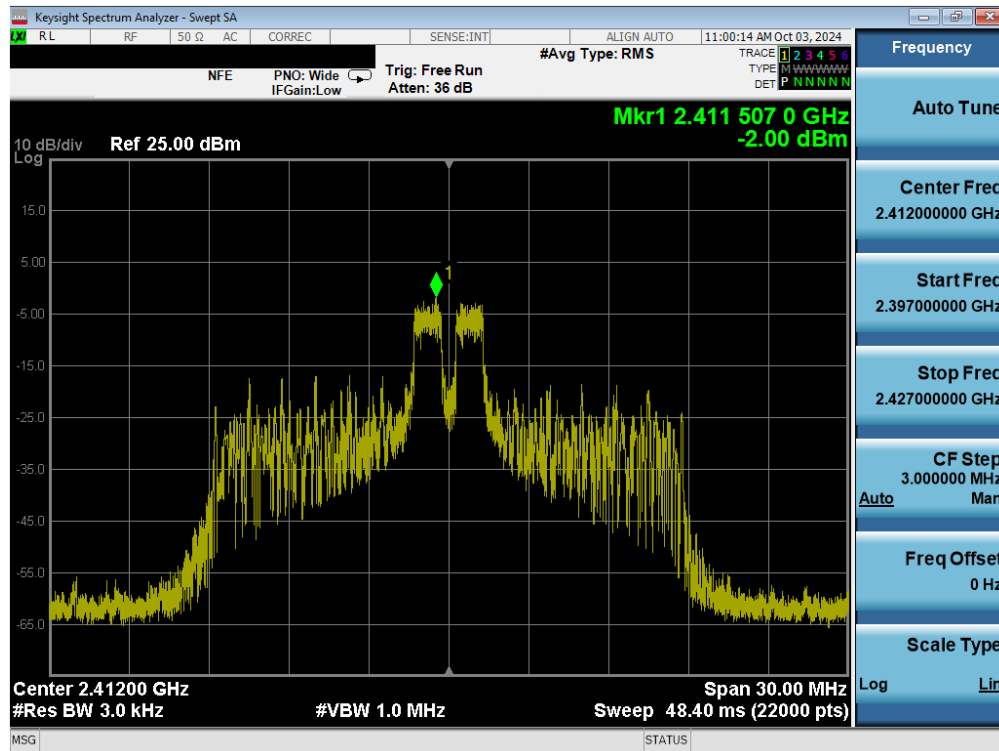 Keysight Spectrum Analyzer - Swept SA
LXI RL RF 50 Ω AC CORREC SENSE:INT ALIGN AUTO 11:00:14 AM Oct 03, 2024
#Avg Type: RMS TRACE 1 2 3 4 5 6
NFE PNO: Wide Trig: Free Run TYPE M WWWWW
IFGain:Low Atten: 36 dB DET P N N N N N
Mkr1 2.411 507 0 GHz
-2.00 dBm
10 dB/div Ref 25.00 dBm
Log
15.0
5.00
1
-5.00
-15.0
-25.0
-35.0
-45.0
-55.0
-65.0
Center 2.41200 GHz Span 30.00 MHz
#Res BW 3.0 kHz #VBW 1.0 MHz Sweep 48.40 ms (22000 pts)
MSG STATUS
Frequency
Auto Tune
Center Freq
2.412000000 GHz
Start Freq
2.397000000 GHz
Stop Freq
2.427000000 GHz
CF Step
3.000000 MHz
Auto Man
Freq Offset
0 Hz
Scale Type
Log Lin